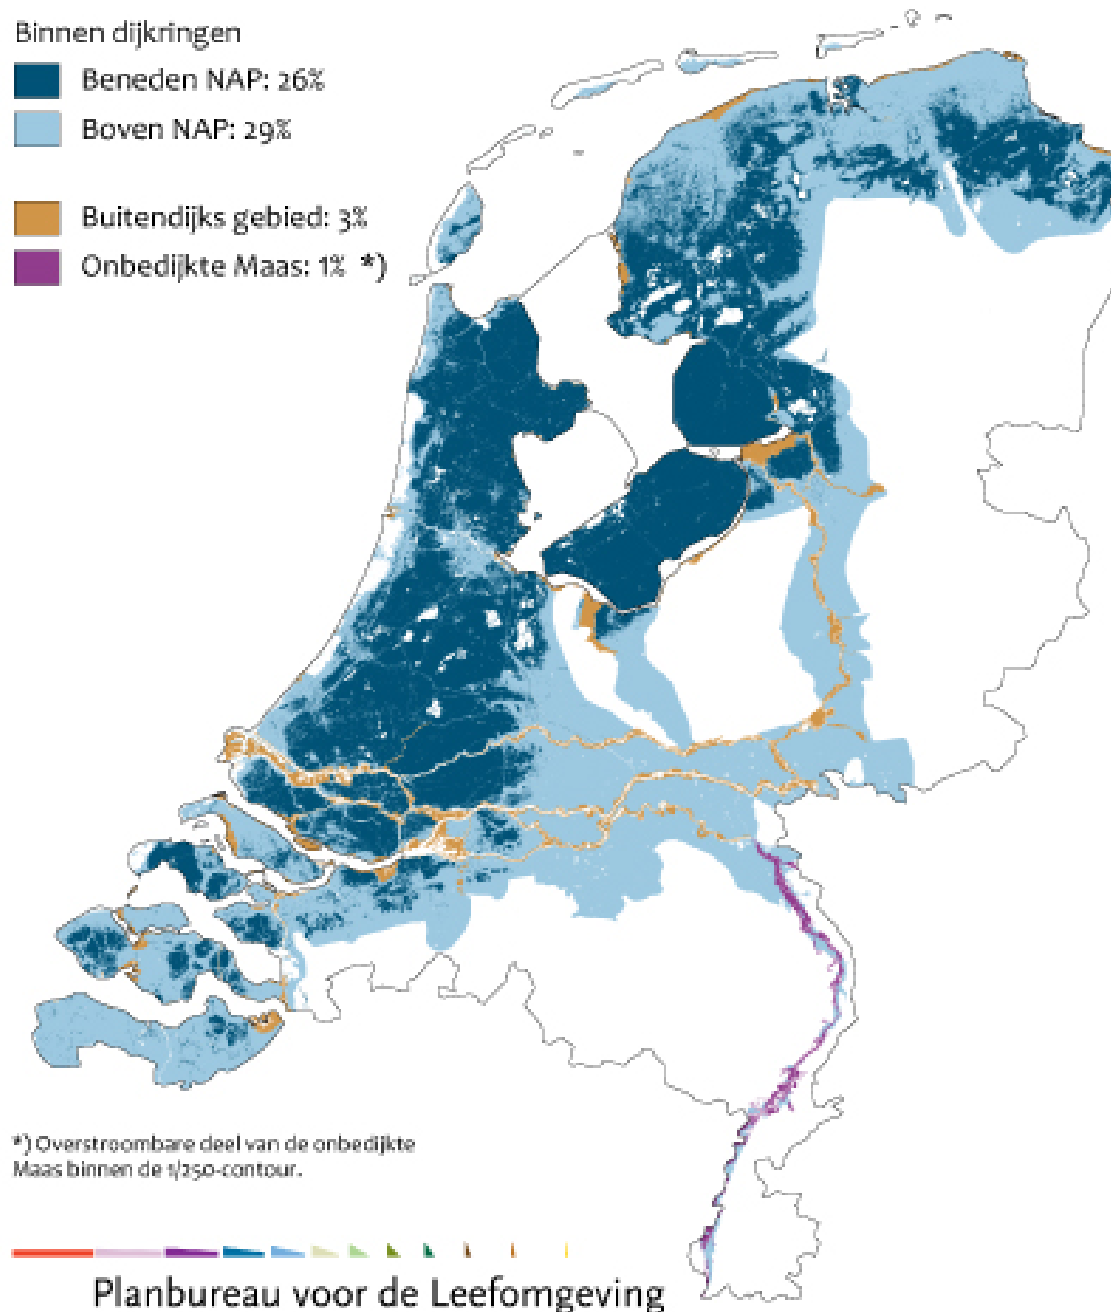 Binnen dijkringen
Beneden NAP: 26%
Boven NAP: 29%
Buitendijks gebied: 3%
Onbedijkte Maas: 1% *)
*) Overstroombare deel van de onbedijkte
Maas binnen de 1/250-contour.
Planbureau voor de Leefomgeving